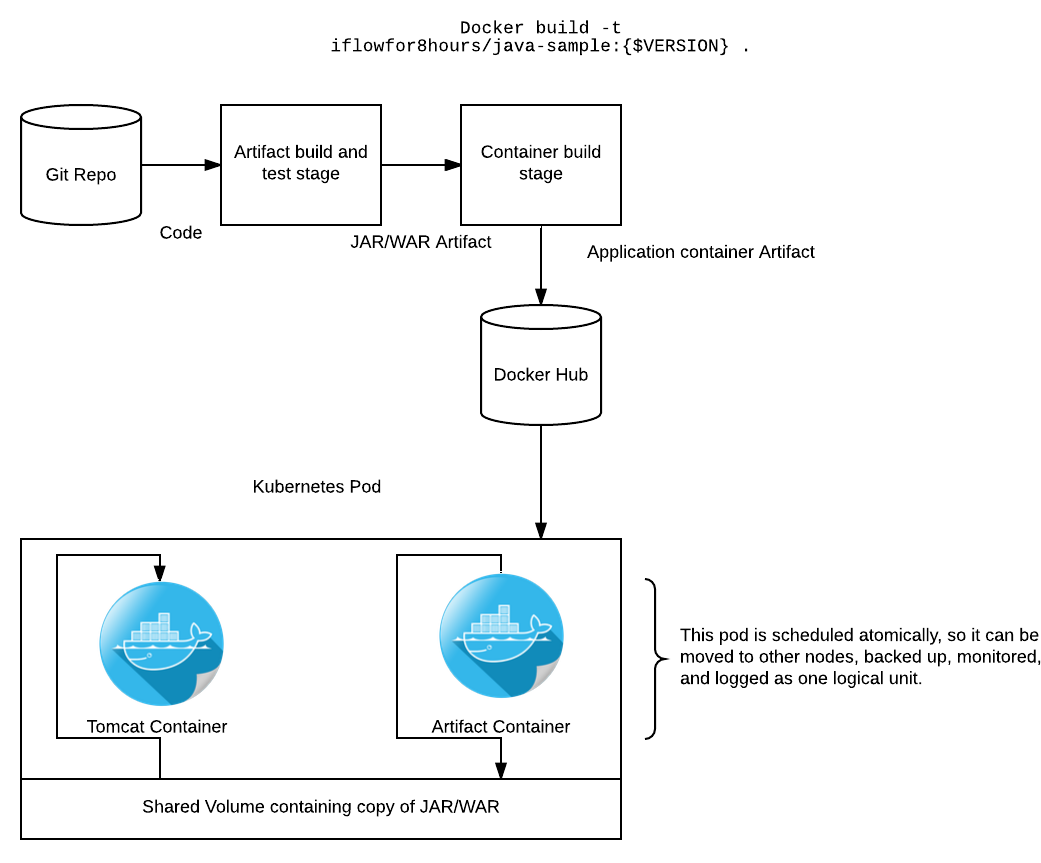 Docker build -t
iflowfor8hours/java-sample:{$VERSION} .
Git Repo
Artifact build and
test stage
Container build
stage
Code
JAR/WAR Artifact
Application container Artifact
Docker Hub
Kubernetes Pod
Tomcat Container
Artifact Container
This pod is scheduled atomically, so it can be
moved to other nodes, backed up, monitored,
and logged as one logical unit.
Shared Volume containing copy of JAR/WAR